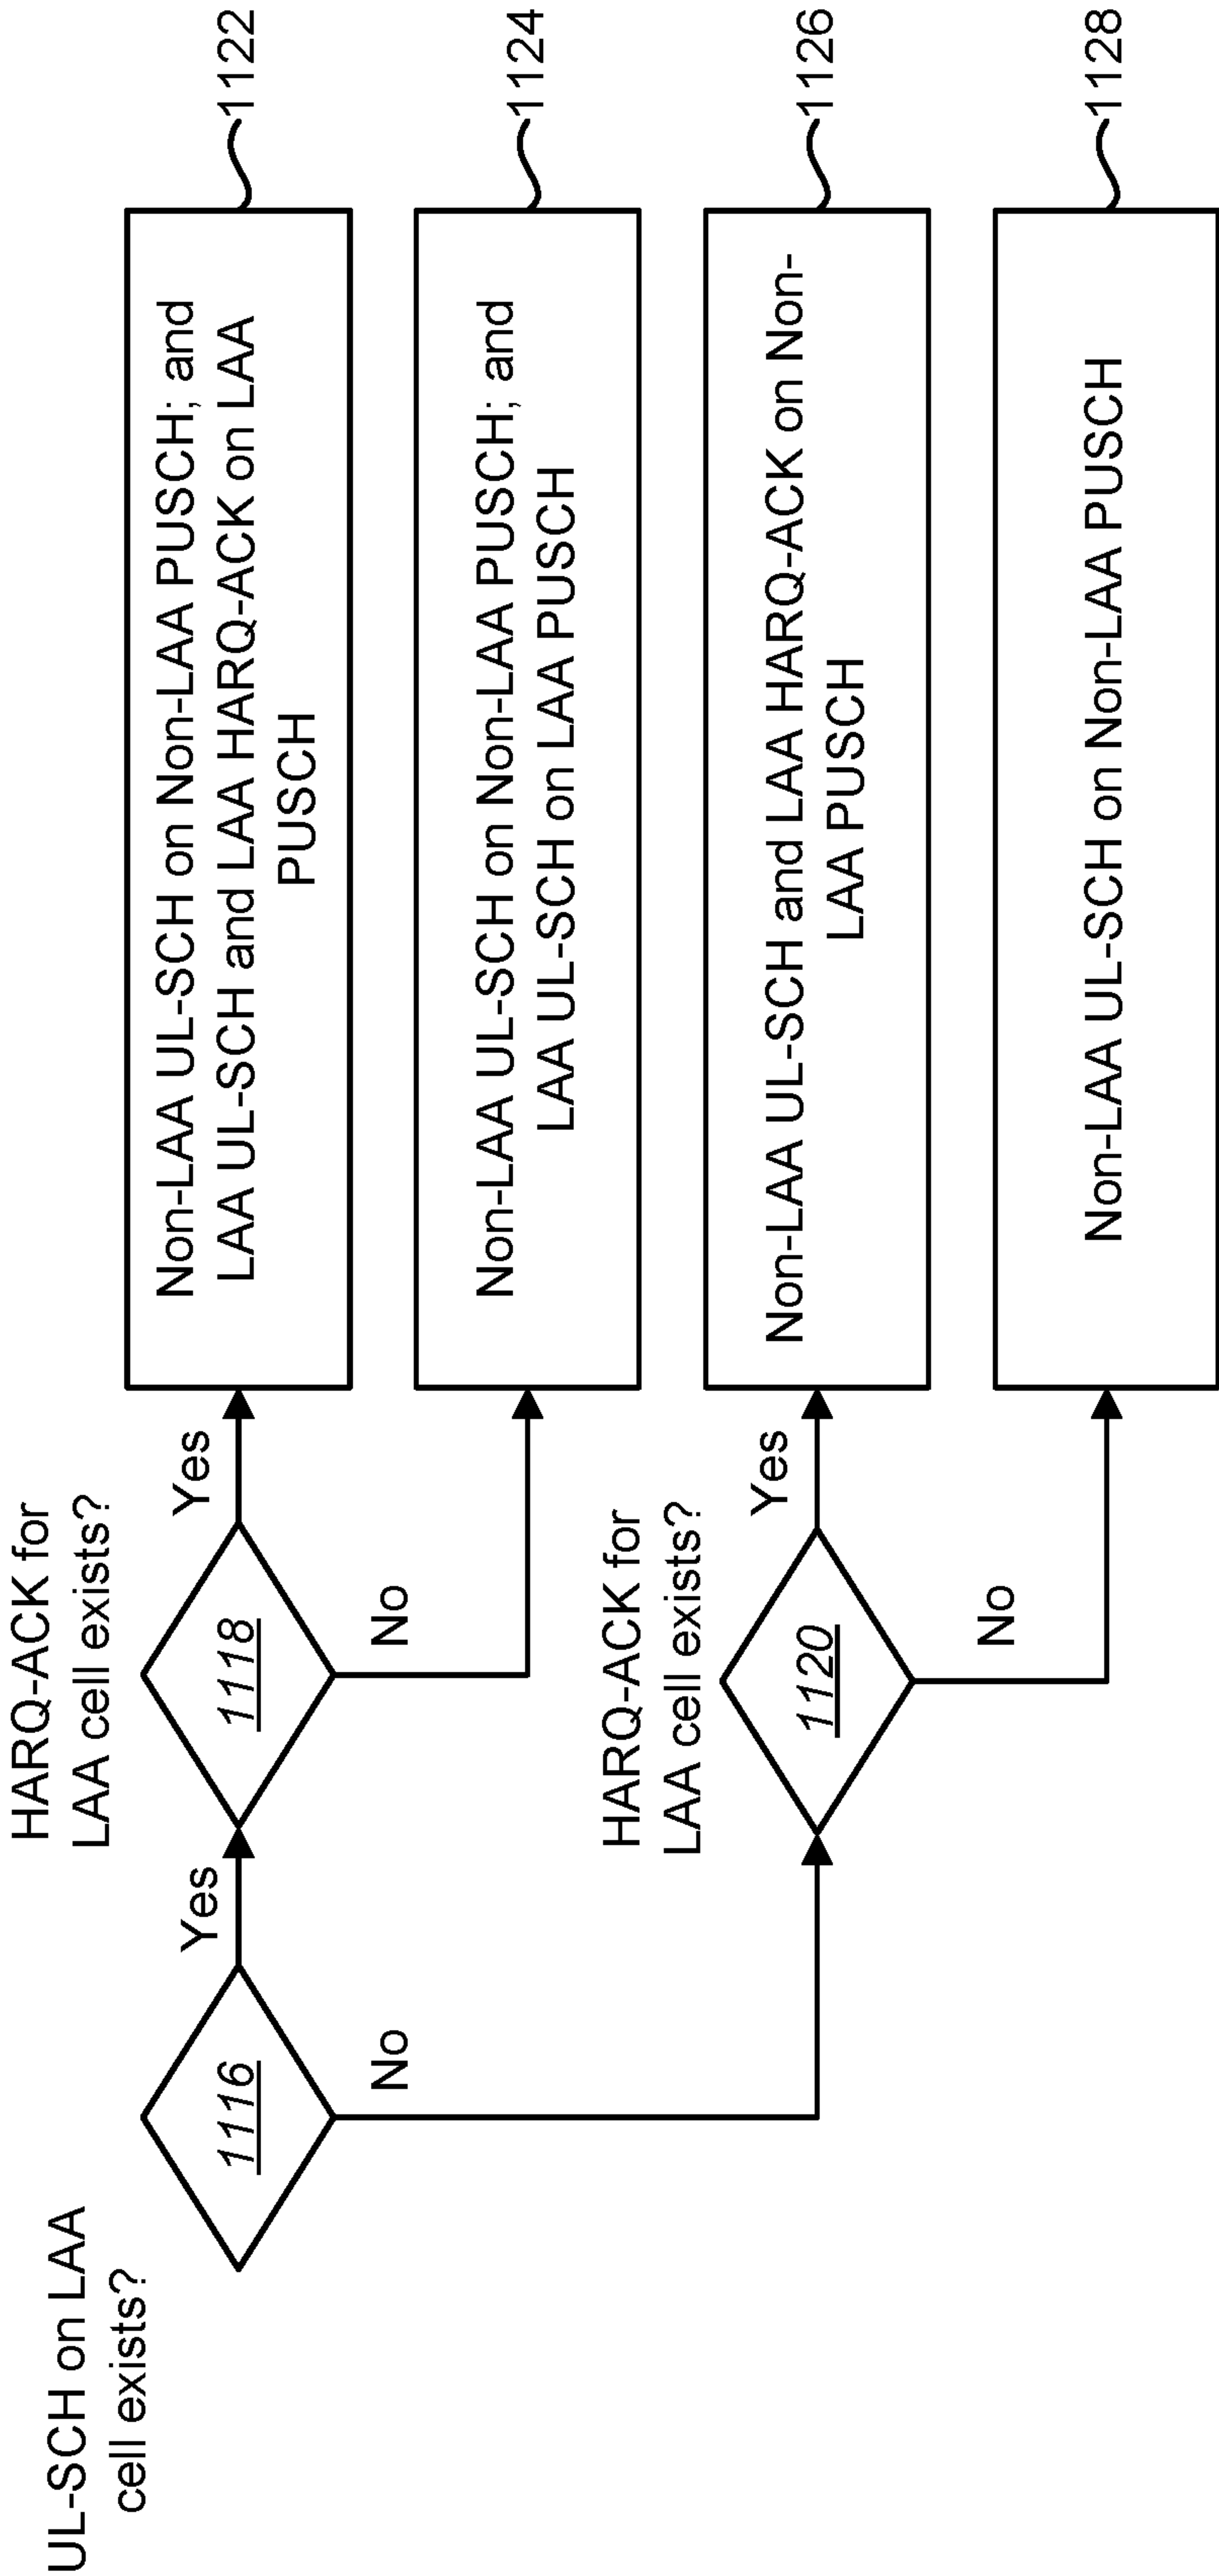 UL-SCH on LAA
cell exists?
1116
Yes
No
HARQ-ACK for
LAA cell exists?
1118
Yes
No
Non-LAA UL-SCH on Non-LAA PUSCH; and
LAA UL-SCH and LAA HARQ-ACK on LAA
PUSCH
1122
Non-LAA UL-SCH on Non-LAA PUSCH; and
LAA UL-SCH on LAA PUSCH
1124
HARQ-ACK for
LAA cell exists?
1120
Yes
No
Non-LAA UL-SCH and LAA HARQ-ACK on Non-
LAA PUSCH
1126
Non-LAA UL-SCH on Non-LAA PUSCH
1128